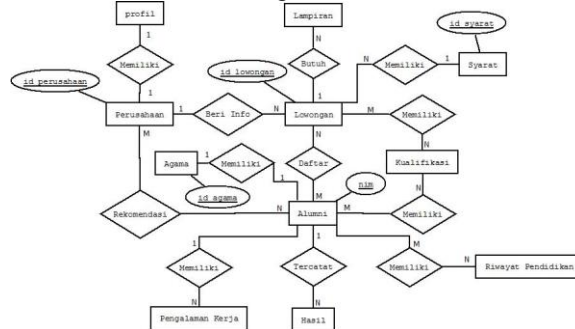 profil
Lampiran
1
N
id syarat
Memiliki
Butuh
N
Memiliki
1
Syarat
id perusahaan
id lowongan
1
1
Perusahaan
1
Beri Info
N
Lowongan
M
Memiliki
M
N
N
Agama
1
Memiliki
Daftar
Kualifikasi
1
nim
N
id agama
M
Rekomendasi
N
Alumni
M
Memiliki
1
1
M
Memiliki
Tercatat
Memiliki
N
Riwayat Pendidikan
N
N
Pengalaman Kerja
Hasil